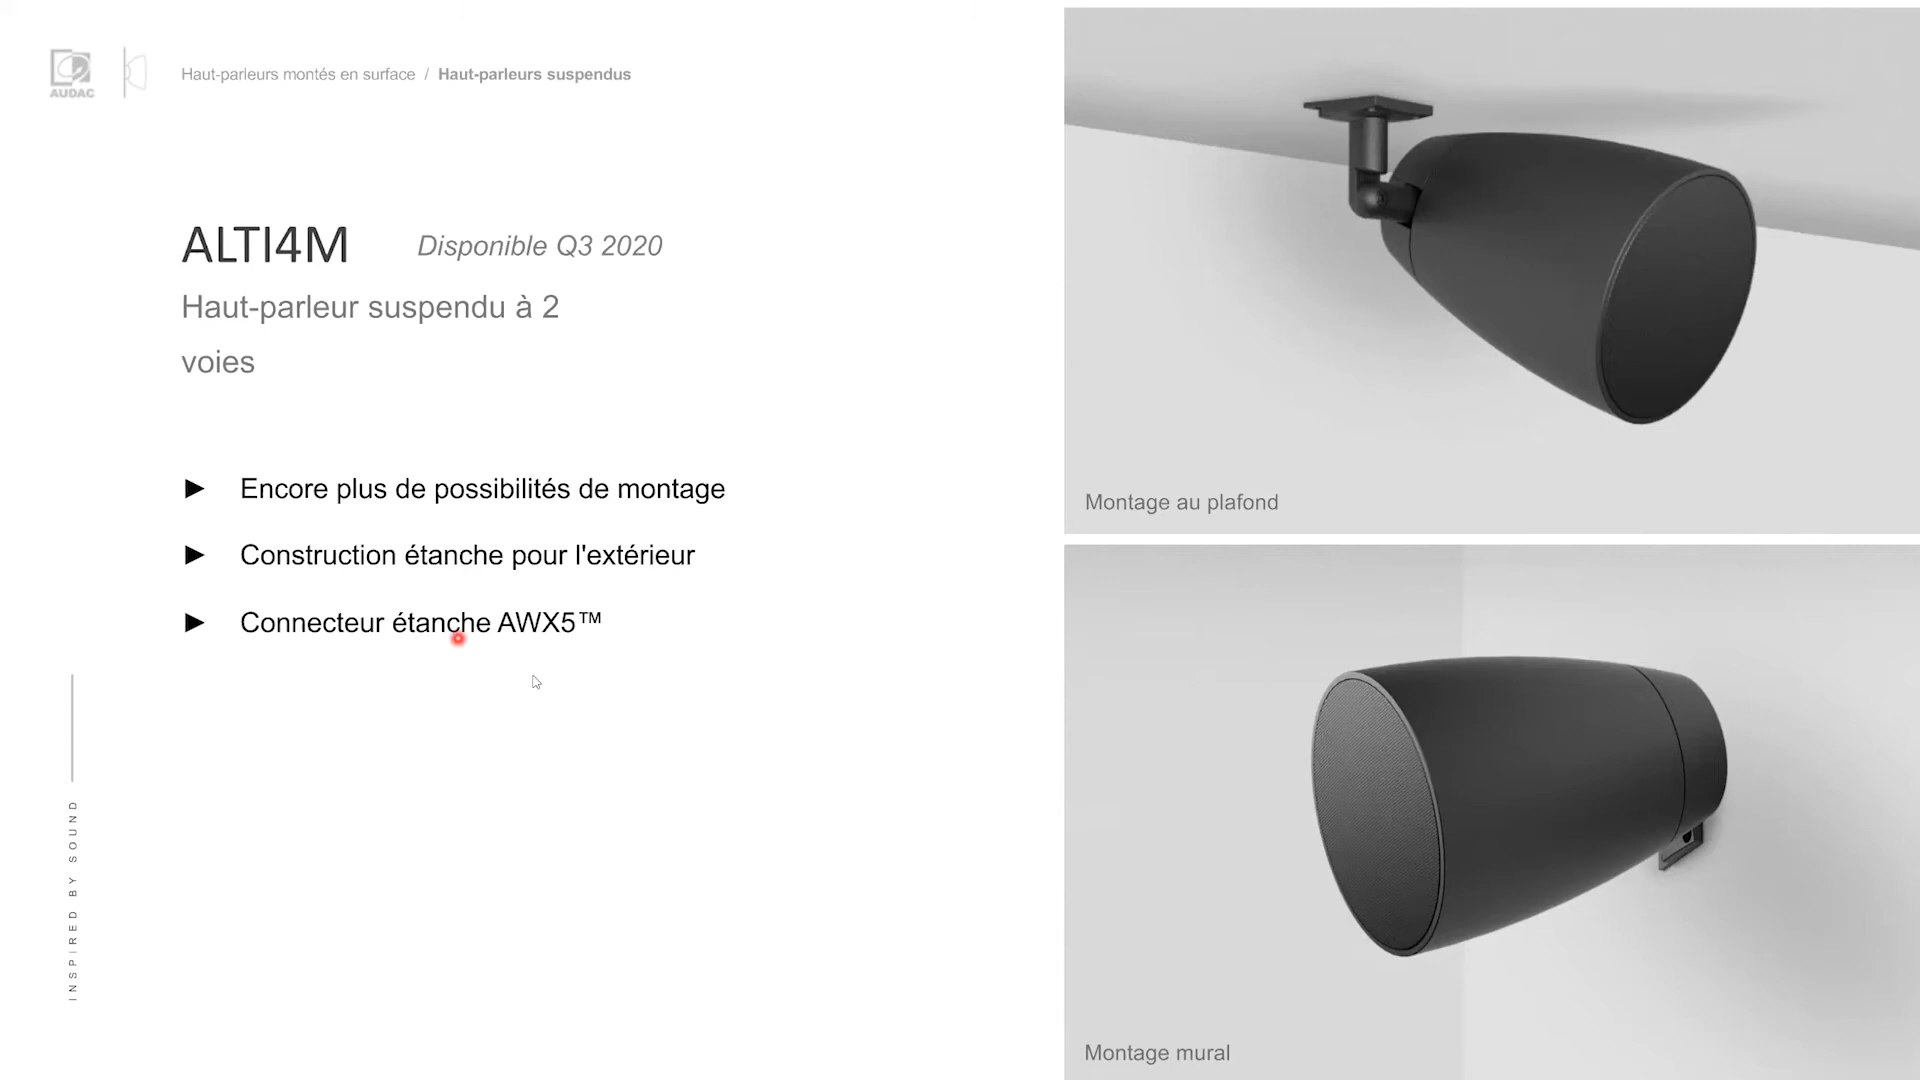 AUDAC
Haut-parleurs montés en surface / Haut-parleurs suspendus
ALTI4M
Disponible Q3 2020
Haut-parleur suspendu à 2
voies
► Encore plus de possibilités de montage
► Construction étanche pour l'extérieur
► Connecteur étanche AWX5™
INSPIRED BY SOUND
Montage au plafond
Montage mural